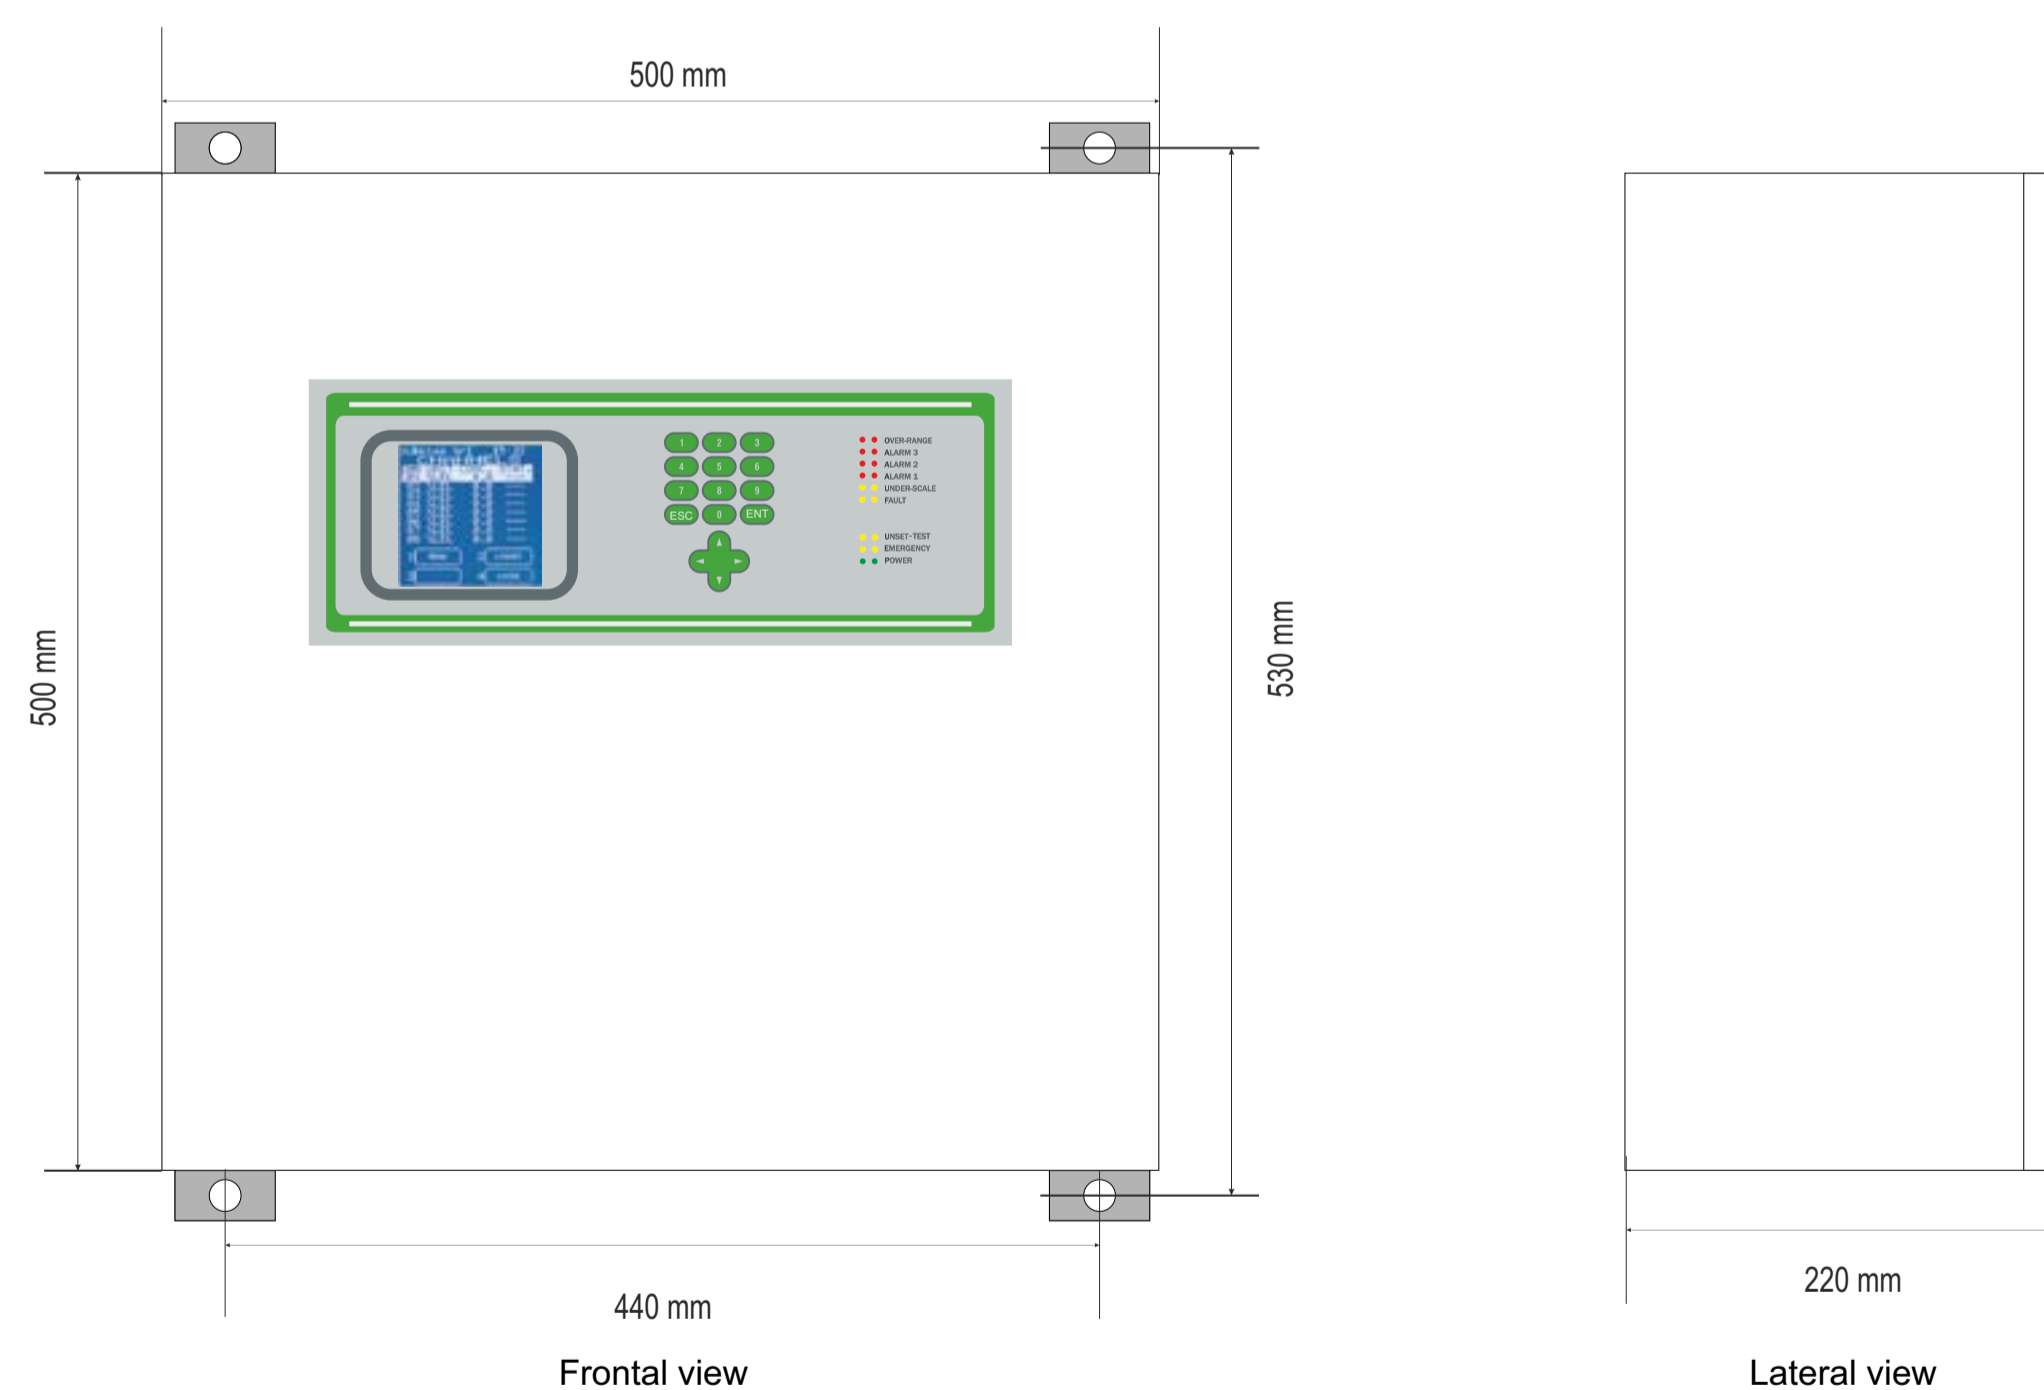 500 mm
500 mm
530 mm
1 2 3
4 5 6
7 8 9
ESC 0 ENT
OVER-RANGE
ALARM 3
ALARM 2
ALARM 1
UNDER-SCALE
FAULT
UNSET-TEST
EMERGENCY
POWER
440 mm
220 mm
Frontal view
Lateral view